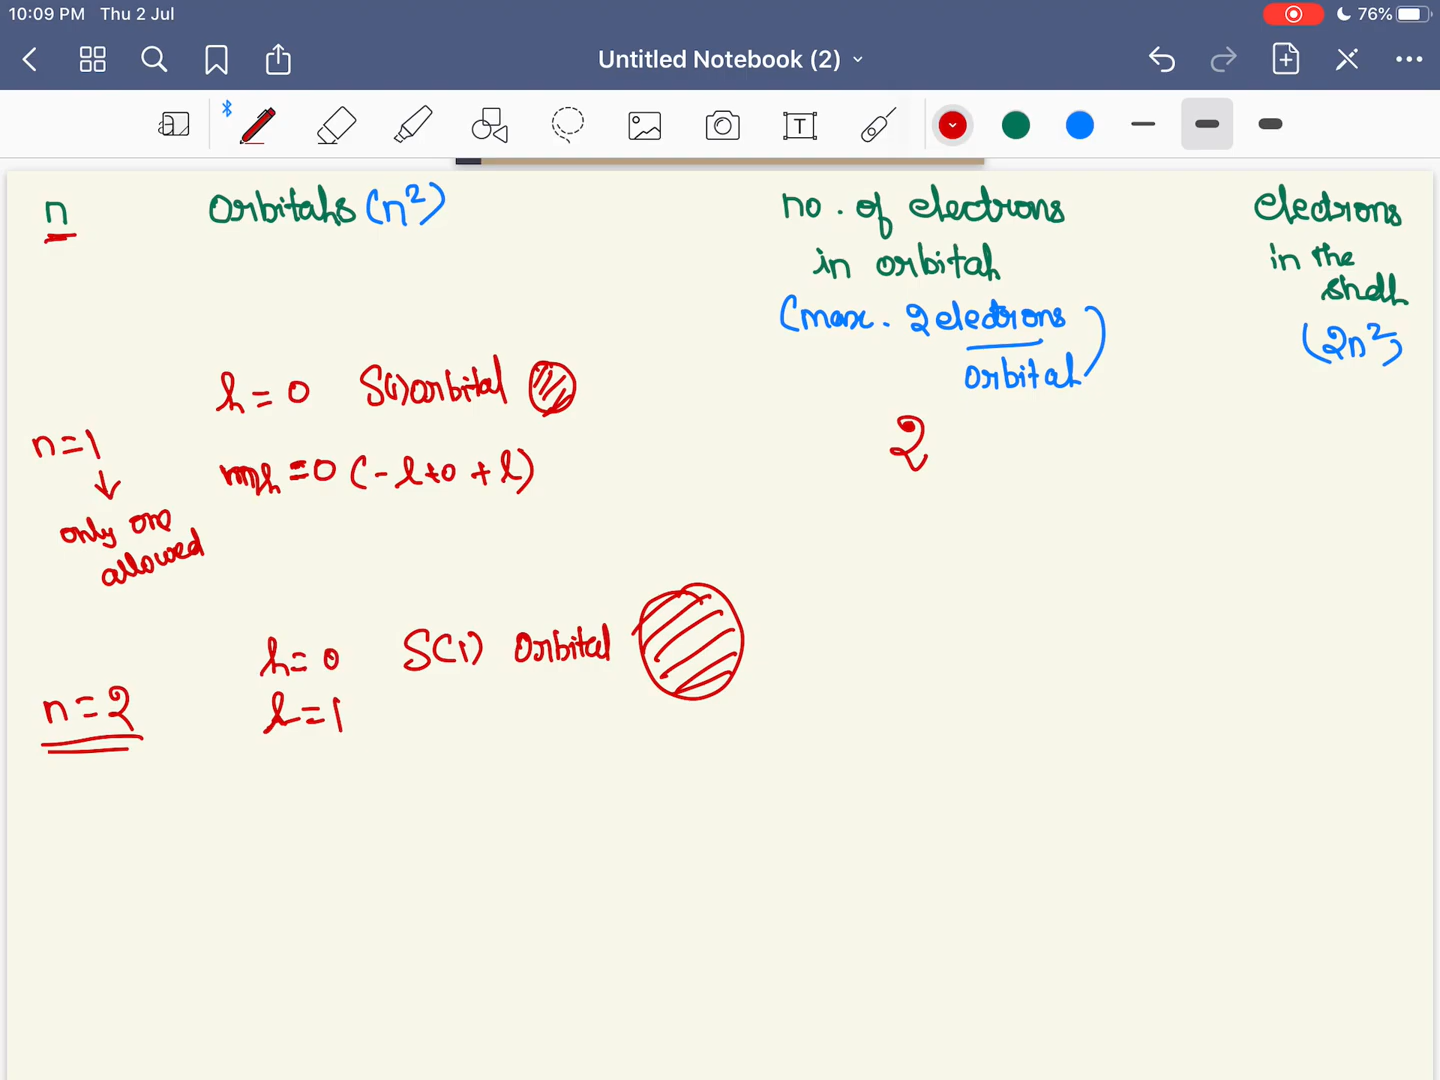 10:09 PM Thu 2 Jul
76%
Untitled Notebook (2)
T
n
orbitals (n²)
no. of electrons
in orbital
(max. 2 electrons
orbital)
electrons
in the
shell
(2n²)
l = 0 S(1) orbital
n=1
ml = 0 (-l to + l)
2
only one
allowed
l = 0 S(1) orbital
n=2
l = 1